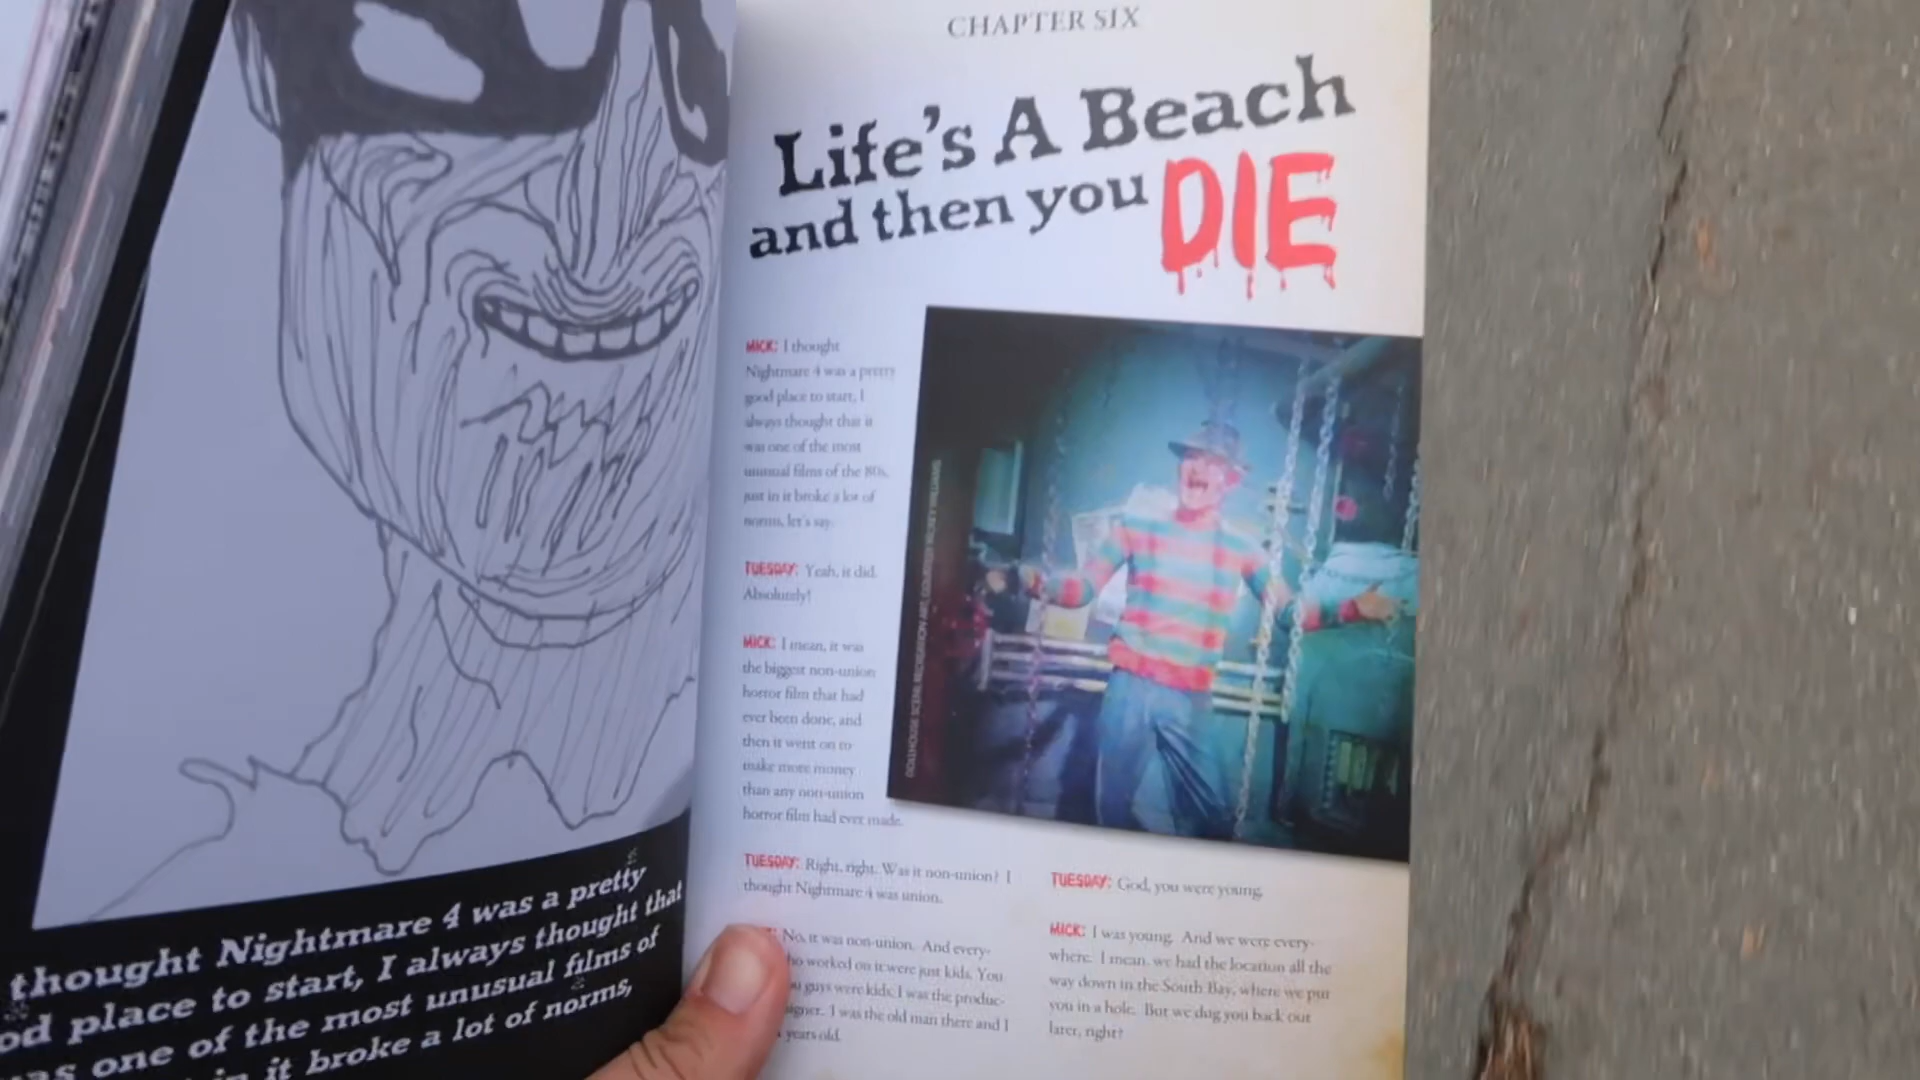 thought Nightmare 4 was a pretty
place to start, I always thought that
one of the most unusual films of
it broke a lot of norms,
CHAPTER SIX
Life's A Beach
and then you DIE
MICK: I thought
Nightmare 4 was a pretty
good place to start, I
always thought that it
was one of the most
unusual films of the 80s,
just in it broke a lot of
norms, let's say.
TUESDAY: Yeah, it did.
Absolutely!
MICK: I mean, it was
the biggest non-union
horror film that had
ever been done, and
then it went on to
make more money
than any non-union
horror film had ever made.
TUESDAY: Right, right. Was it non-union? I
thought Nightmare 4 was union.
No, it was non-union. And every-
who worked on it were just kids. You
guys were kids. I was the produc-
I was the old man there and I
years old.
TUESDAY: God, you were young.
MICK: I was young. And we were every-
where. I mean, we had the location all the
way down in the South Bay, where we put
you in a hole. But we dug you back out
later, right?